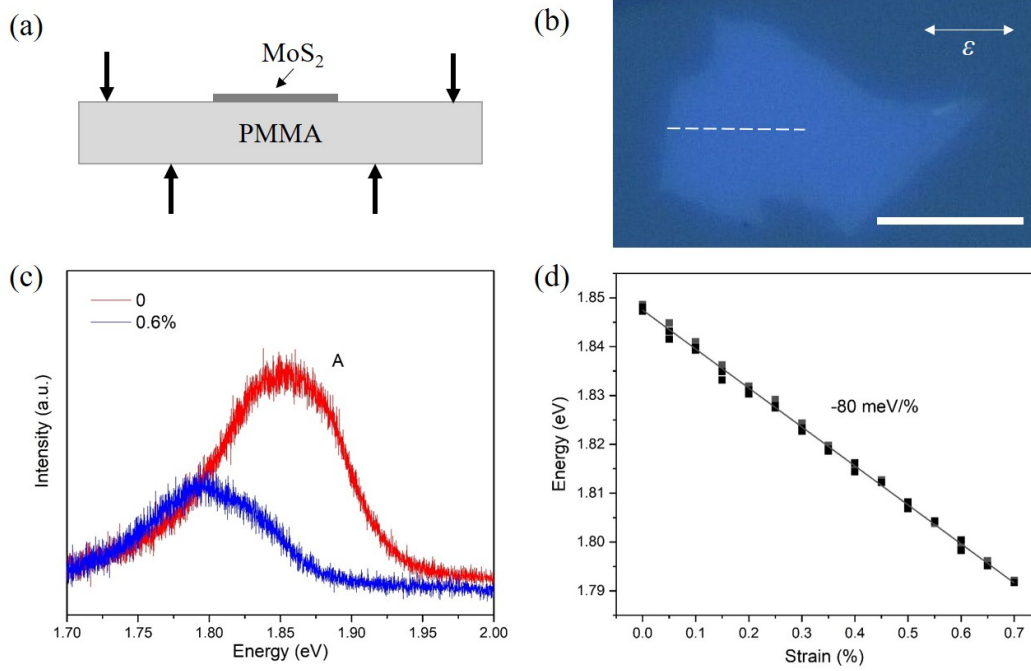 (a)
MoS₂
PMMA
(b)
ε
(c)
0
0.6%
A
Intensity (a.u.)
1.70 1.75 1.80 1.85 1.90 1.95 2.00
Energy (eV)
(d)
1.85
1.84
1.83
1.82
1.81
1.80
1.79
Energy (eV)
-80 meV/%
0.0 0.1 0.2 0.3 0.4 0.5 0.6 0.7
Strain (%)